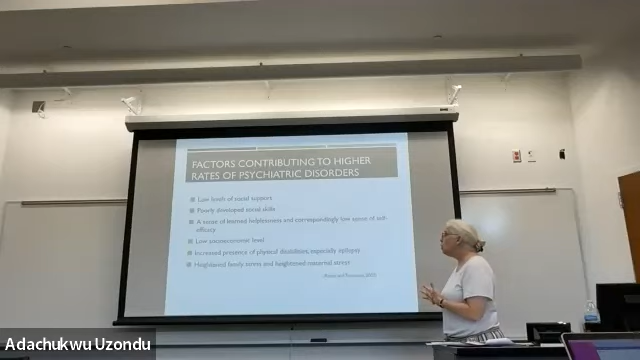 FACTORS CONTRIBUTING TO HIGHER
RATES OF PSYCHIATRIC DISORDERS
Low levels of social support
Poorly developed social skills
A sense of learned helplessness and correspondingly low sense of self-
efficacy
Low socioeconomic level
Increased presence of physical disabilities, especially epilepsy
Heightened family stress and heightened maternal stress
Adachukwu Uzondu